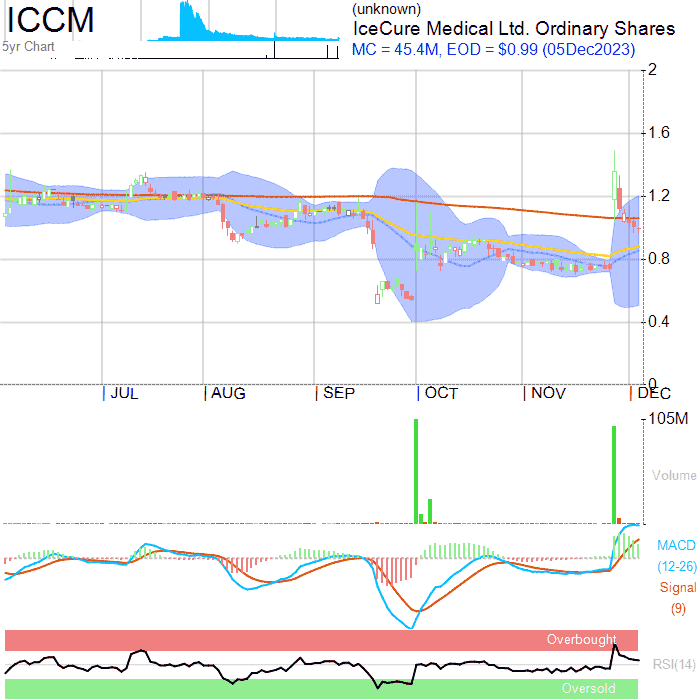 ICCM
5yr Chart
(unknown)
IceCure Medical Ltd. Ordinary Shares
MC = 45.4M, EOD = $0.99 (05Dec2023)
2
1.6
1.2
0.8
0.4
0
JUL AUG SEP OCT NOV DEC
105M
Volume
MACD
(12-26)
Signal
(9)
Overbought
RSI(14)
Oversold